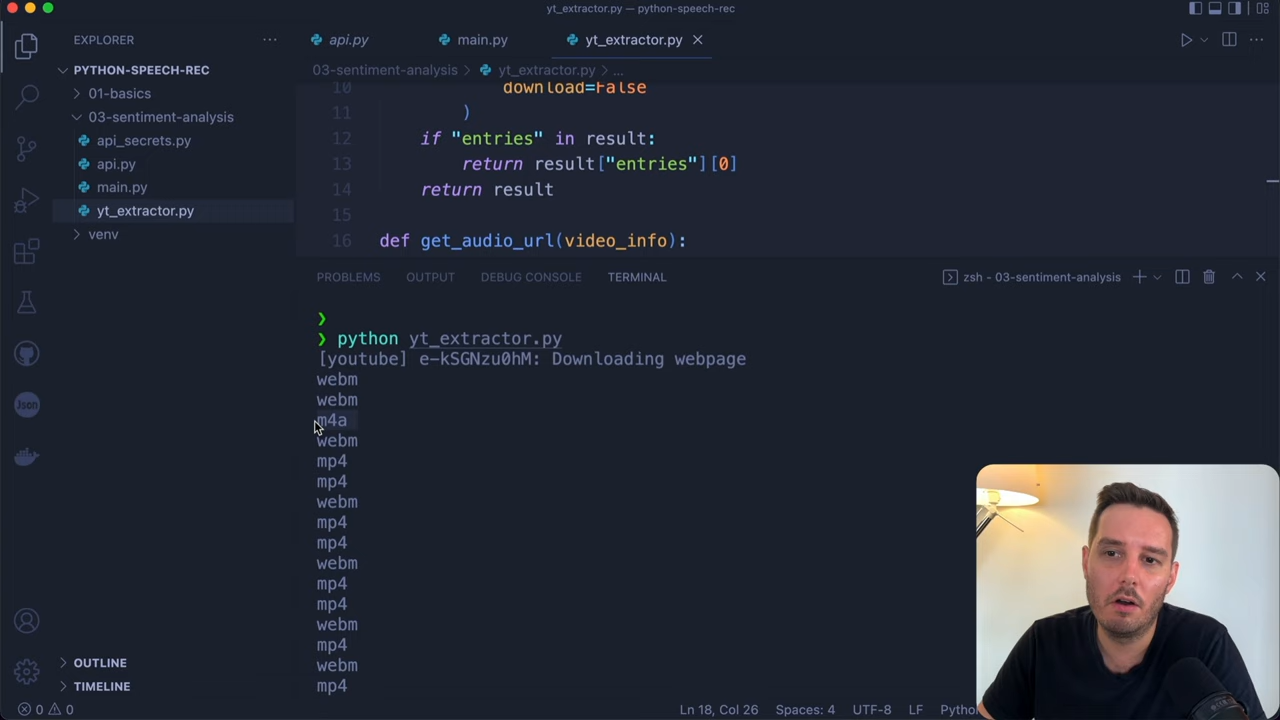 yt_extractor.py — python-speech-rec
EXPLORER
PYTHON-SPEECH-REC
01-basics
03-sentiment-analysis
api_secrets.py
api.py
main.py
yt_extractor.py
venv
OUTLINE
TIMELINE
Json
api.py main.py yt_extractor.py
03-sentiment-analysis > yt_extractor.py > ...
10 download=False
11 )
12 if "entries" in result:
13 return result["entries"][0]
14 return result
15
16 def get_audio_url(video_info):
PROBLEMS OUTPUT DEBUG CONSOLE TERMINAL zsh - 03-sentiment-analysis
❯
❯ python yt_extractor.py
[youtube] e-kSGNzu0hM: Downloading webpage
webm
webm
m4a
webm
mp4
mp4
webm
mp4
mp4
webm
mp4
mp4
webm
mp4
webm
mp4
0 0 Ln 18, Col 26 Spaces: 4 UTF-8 LF Python